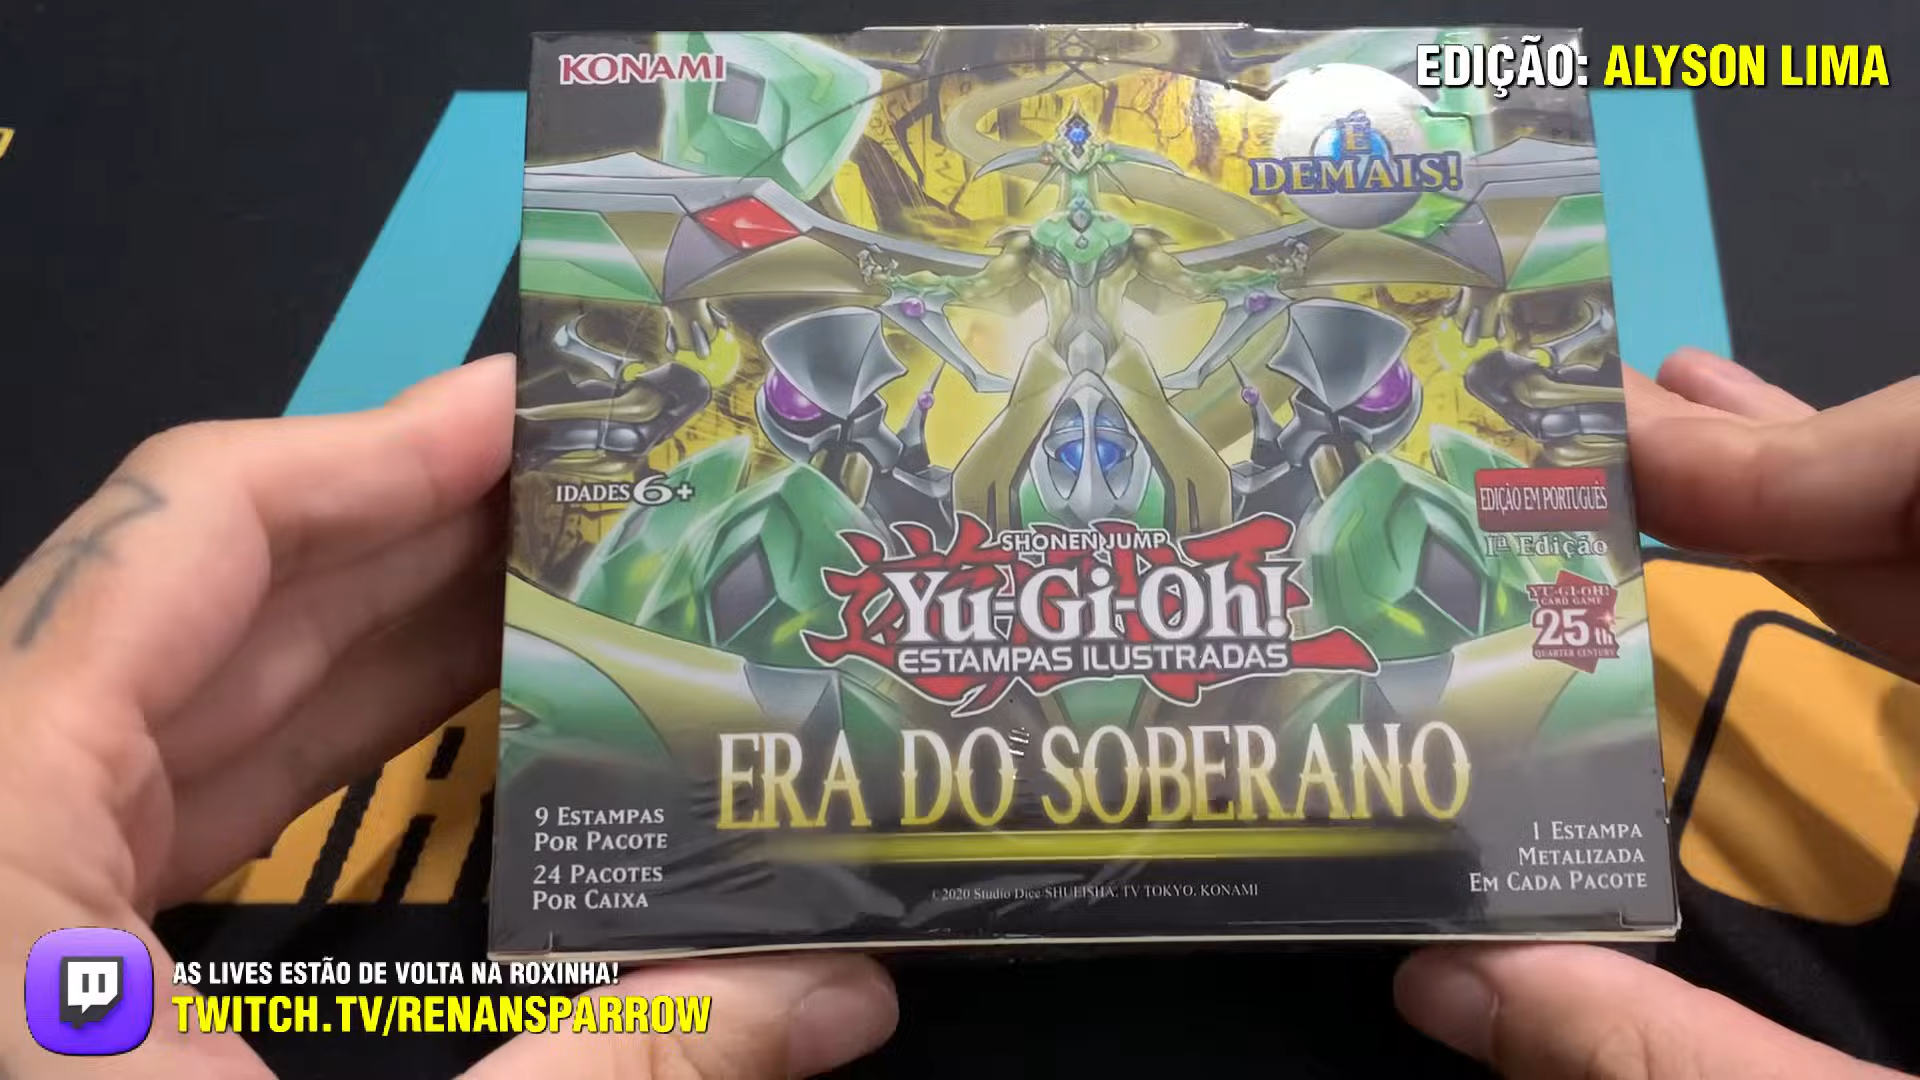 KONAMI
EDIÇÃO: ALYSON LIMA
É
DEMAIS!
IDADES 6+
EDIÇÃO EM PORTUGUÊS
1ª Edição
YU-GI-OH!
CARD GAME
25th
QUARTER CENTURY
SHONEN JUMP
Yu-Gi-Oh!
ESTAMPAS ILUSTRADAS
ERA DO SOBERANO
9 ESTAMPAS
POR PACOTE
24 PACOTES
POR CAIXA
1 ESTAMPA
METALIZADA
EM CADA PACOTE
©2020 Studio Dice/SHUEISHA, TV TOKYO, KONAMI
AS LIVES ESTÃO DE VOLTA NA ROXINHA!
TWITCH.TV/RENANSPARROW